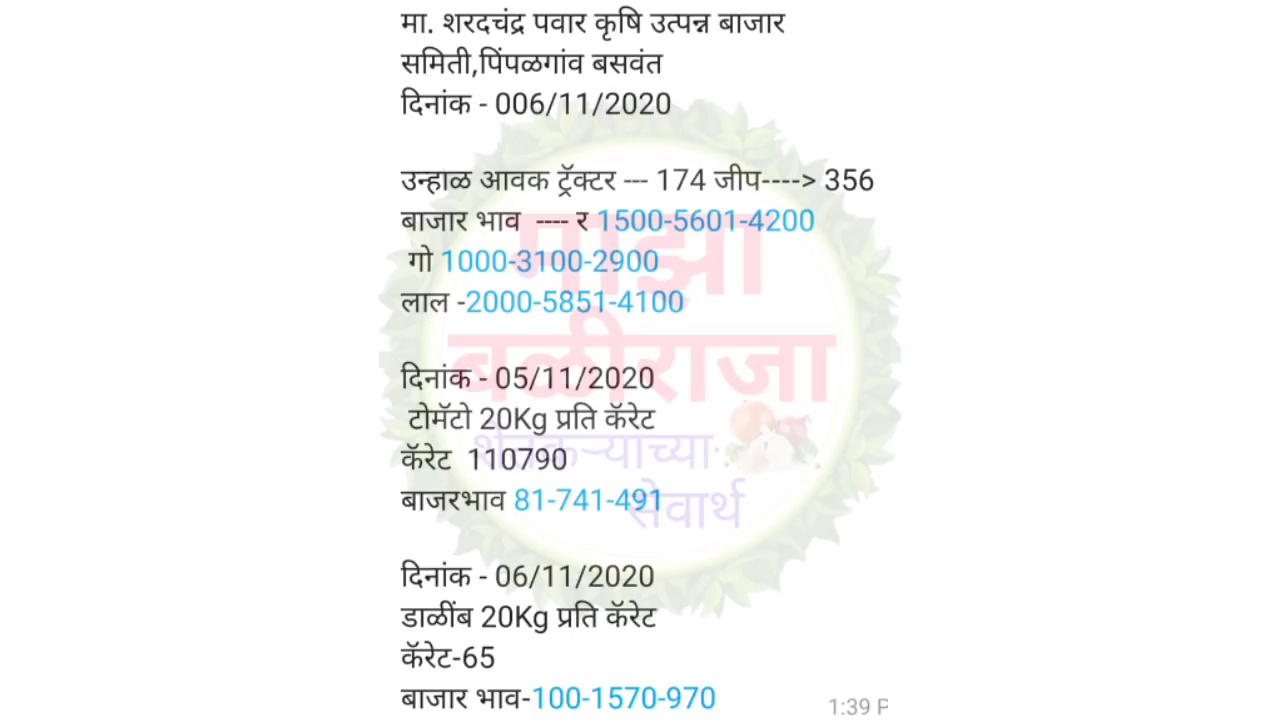 मा. शरदचंद्र पवार कृषि उत्पन्न बाजार
समिती,पिंपळगांव बसवंत
दिनांक - 006/11/2020
उन्हाळ आवक ट्रॅक्टर --- 174 जीप----> 356
बाजार भाव ---- र 1500-5601-4200
गो 1000-3100-2900
लाल -2000-5851-4100
दिनांक - 05/11/2020
टोमॅटो 20Kg प्रति कॅरेट
कॅरेट 110790
बाजरभाव 81-741-491
दिनांक - 06/11/2020
डाळींब 20Kg प्रति कॅरेट
कॅरेट-65
बाजार भाव-100-1570-970
1:39 P
माझा
बळीराजा
शेतकऱ्याच्या
सेवार्थ